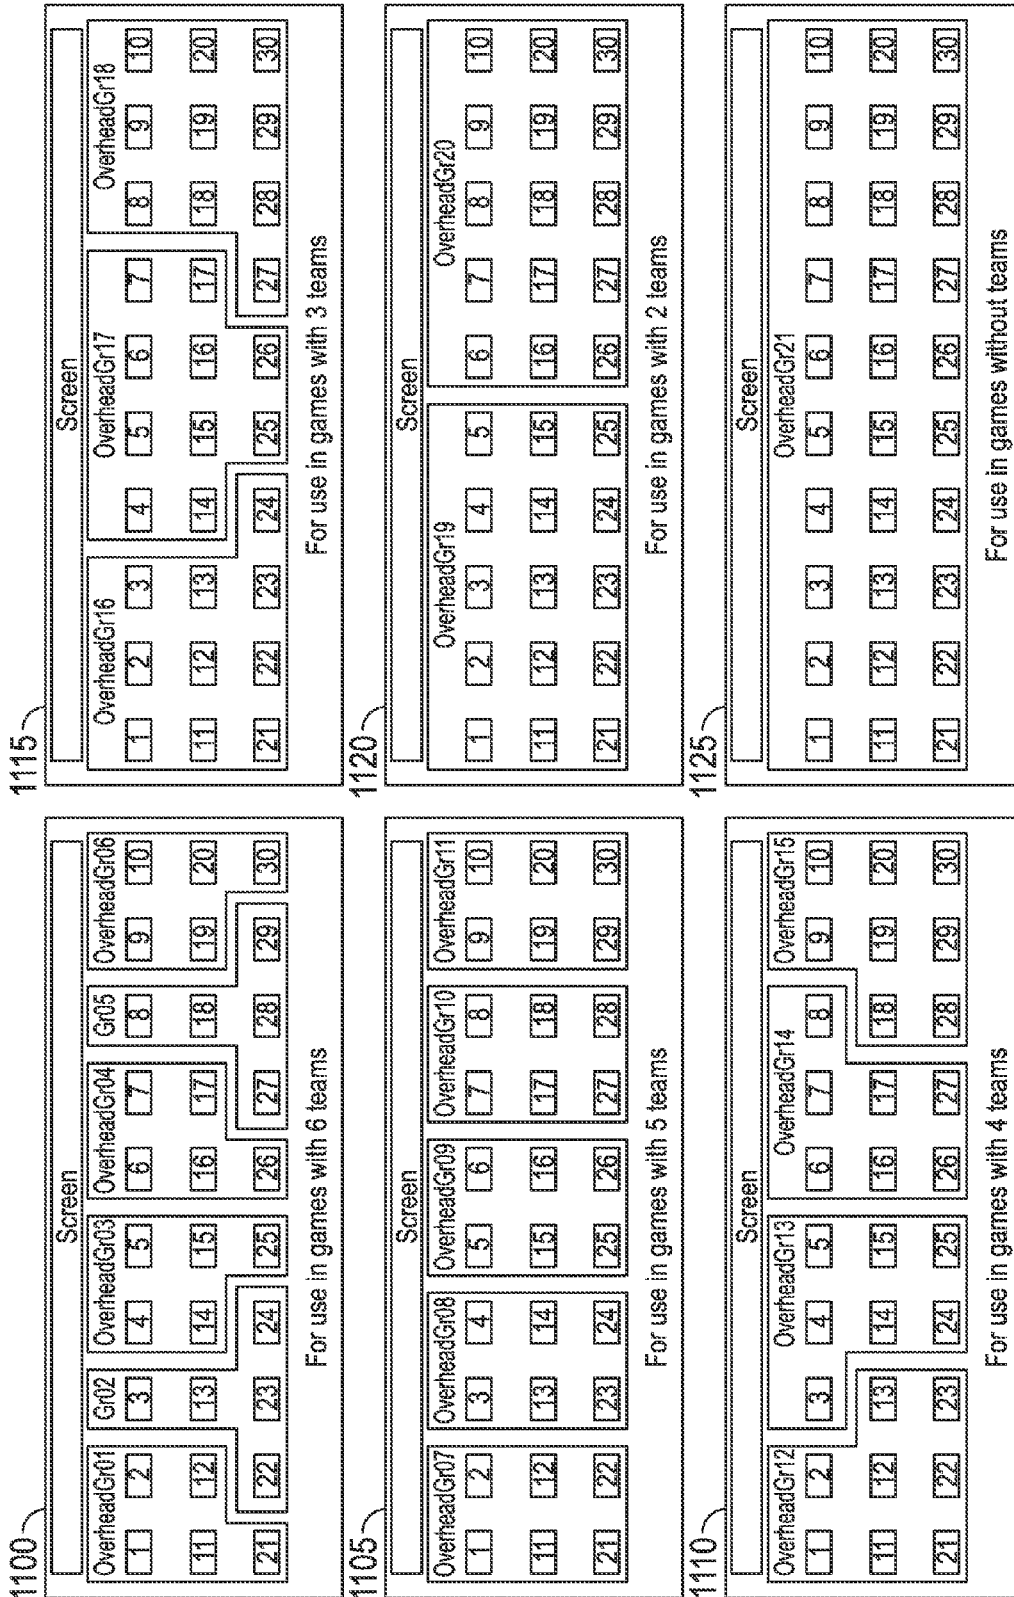 1100
Screen
OverheadGr01 Gr02 OverheadGr03 OverheadGr04 Gr05 OverheadGr06
1 2 3 4 5 6 7 8 9 10
11 12 13 14 15 16 17 18 19 20
21 22 23 24 25 26 27 28 29 30
For use in games with 6 teams
1105
Screen
OverheadGr07 OverheadGr08 OverheadGr09 OverheadGr10 OverheadGr11
1 2 3 4 5 6 7 8 9 10
11 12 13 14 15 16 17 18 19 20
21 22 23 24 25 26 27 28 29 30
For use in games with 5 teams
1110
Screen
OverheadGr12 OverheadGr13 OverheadGr14 OverheadGr15
1 2 3 4 5 6 7 8 9 10
11 12 13 14 15 16 17 18 19 20
21 22 23 24 25 26 27 28 29 30
For use in games with 4 teams
1115
Screen
OverheadGr16 OverheadGr17 OverheadGr18
1 2 3 4 5 6 7 8 9 10
11 12 13 14 15 16 17 18 19 20
21 22 23 24 25 26 27 28 29 30
For use in games with 3 teams
1120
Screen
OverheadGr19 OverheadGr20
1 2 3 4 5 6 7 8 9 10
11 12 13 14 15 16 17 18 19 20
21 22 23 24 25 26 27 28 29 30
For use in games with 2 teams
1125
Screen
OverheadGr21
1 2 3 4 5 6 7 8 9 10
11 12 13 14 15 16 17 18 19 20
21 22 23 24 25 26 27 28 29 30
For use in games without teams